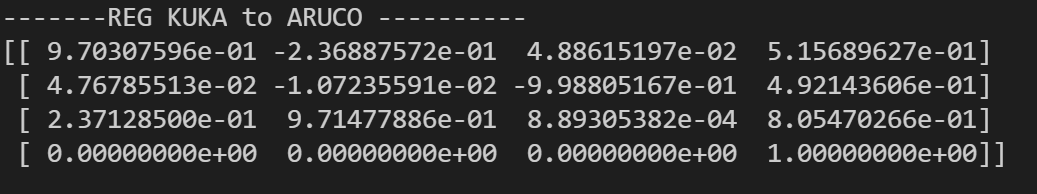 -------REG KUKA to ARUCO ----------
[[ 9.70307596e-01 -2.36887572e-01  4.88615197e-02  5.15689627e-01]
 [ 4.76785513e-02 -1.07235591e-02 -9.98805167e-01  4.92143606e-01]
 [ 2.37128500e-01  9.71477886e-01  8.89305382e-04  8.05470266e-01]
 [ 0.00000000e+00  0.00000000e+00  0.00000000e+00  1.00000000e+00]]